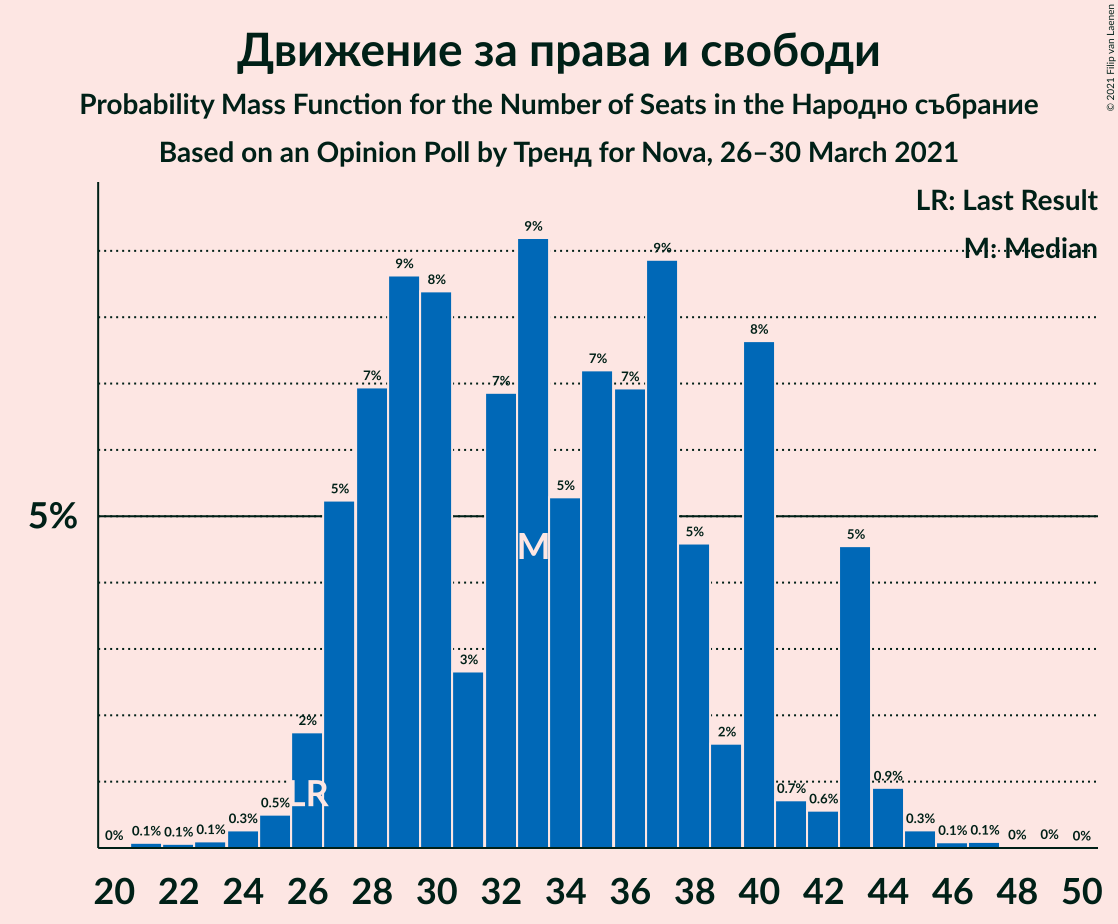 Движение за права и свободи
Probability Mass Function for the Number of Seats in the Народно събрание
Based on an Opinion Poll by Тренд for Nova, 26–30 March 2021
© 2021 Filip van Laenen
LR: Last Result
M: Median
5%
0% 0.1% 0.1% 0.1% 0.3% 0.5% 2% 5% 7% 9% 8% 3% 7% 9% 5% 7% 7% 9% 5% 2% 8% 0.7% 0.6% 5% 0.9% 0.3% 0.1% 0.1% 0% 0% 0%
LR
M
20 22 24 26 28 30 32 34 36 38 40 42 44 46 48 50